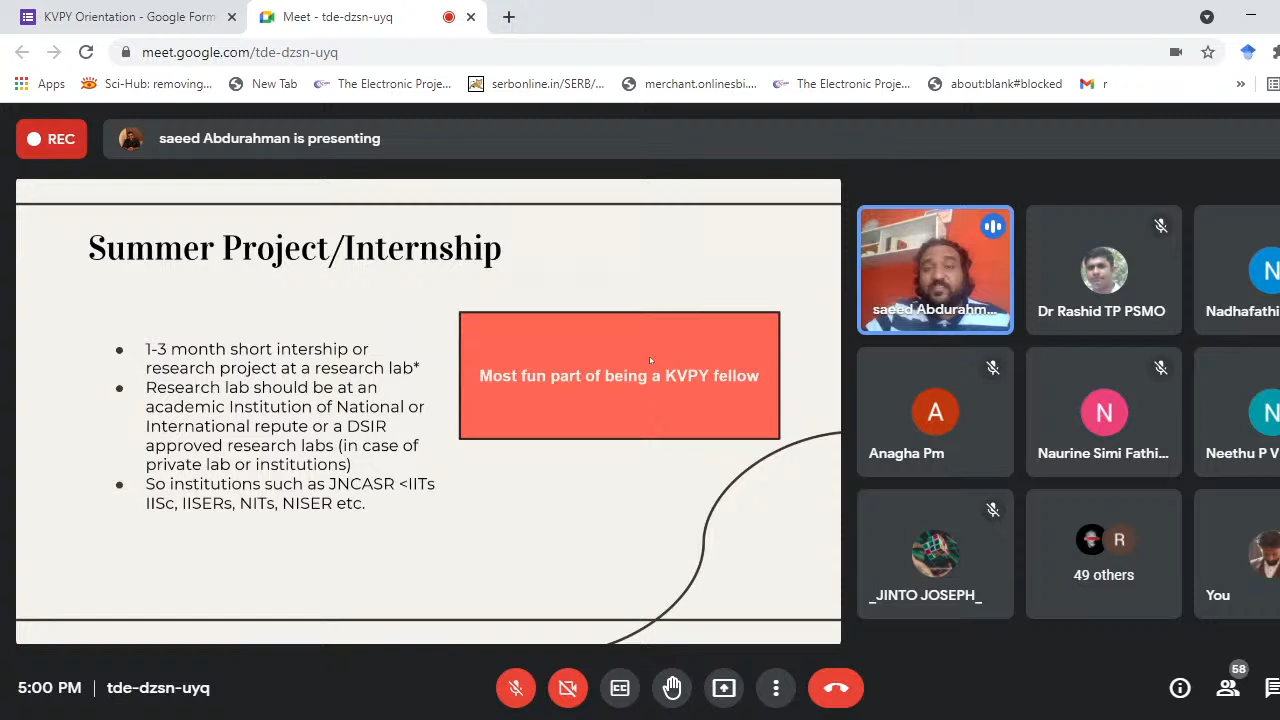 KVPY Orientation - Google Form
Meet - tde-dzsn-uyq
meet.google.com/tde-dzsn-uyq
Apps
Sci-Hub: removing...
New Tab
The Electronic Proje...
serbonline.in/SERB/...
merchant.onlinesbi....
The Electronic Proje...
about:blank#blocked
r
REC
saeed Abdurahman is presenting
Summer Project/Internship
1-3 month short intership or
research project at a research lab*
Research lab should be at an
academic Institution of National or
International repute or a DSIR
approved research labs (in case of
private lab or institutions)
So institutions such as JNCASR <IITs
IISc, IISERs, NITs, NISER etc.
Most fun part of being a KVPY fellow
saeed Abdurahm...
Dr Rashid TP PSMO
N
Nadhafathi
A
Anagha Pm
N
Naurine Simi Fathi...
N
Neethu P V
_JINTO JOSEPH_
R
49 others
You
5:00 PM
tde-dzsn-uyq
CC
58